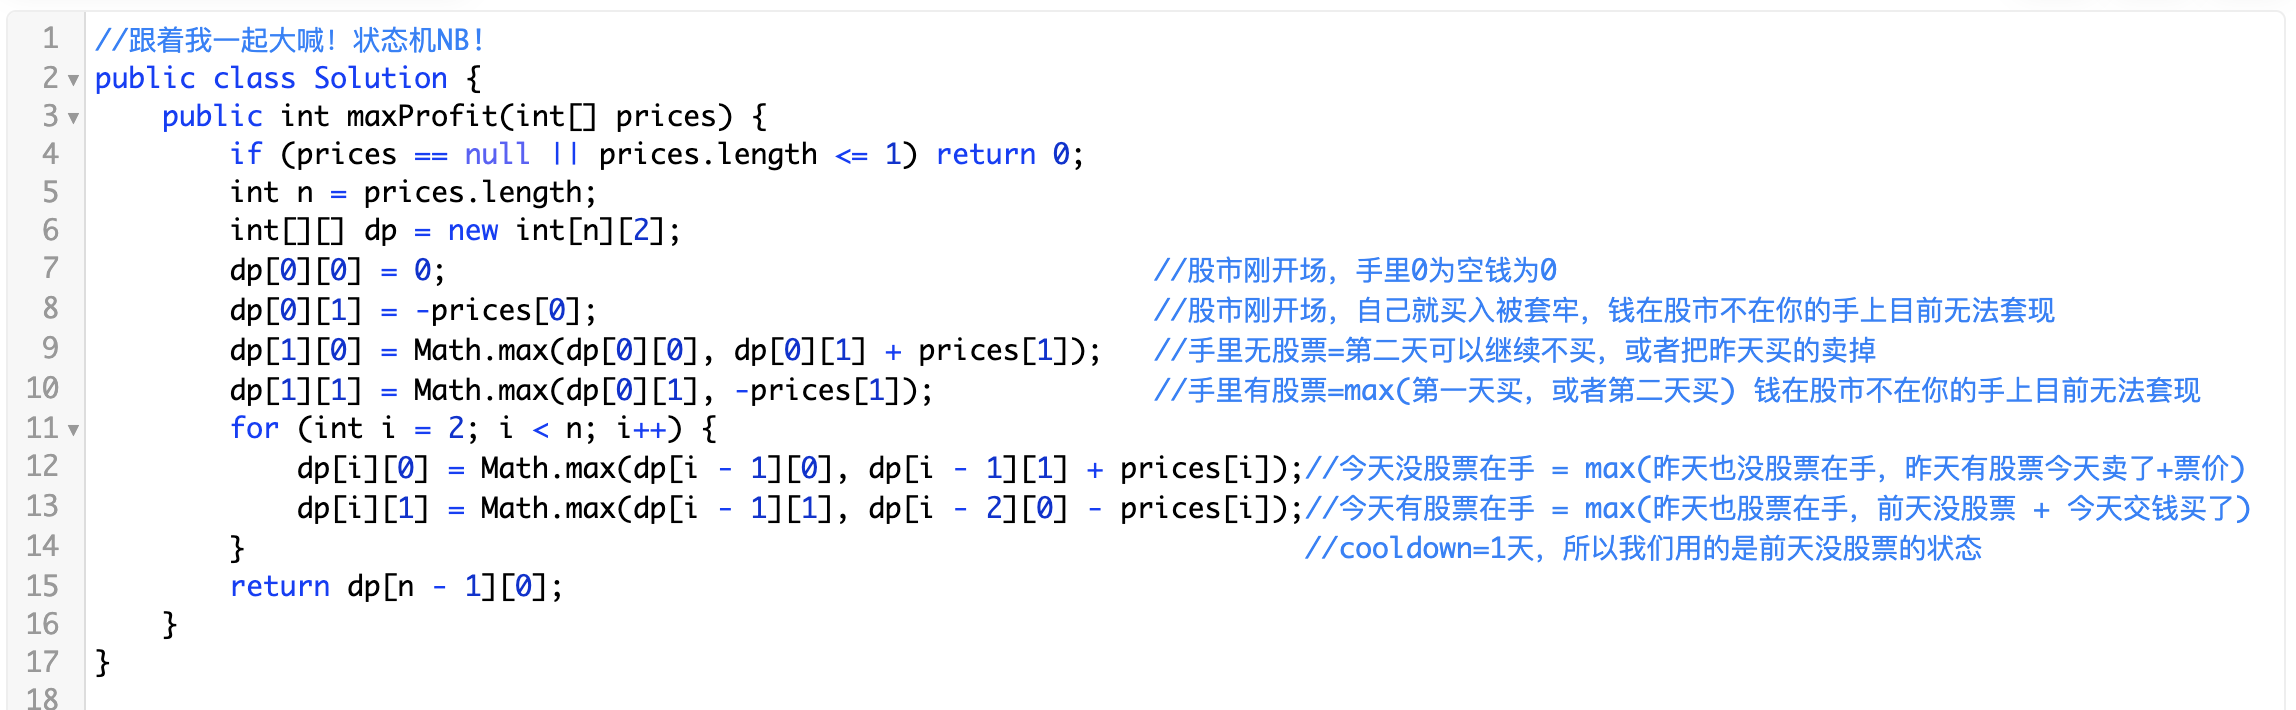 1 //跟着我一起大喊！状态机NB！
2 public class Solution {
3     public int maxProfit(int[] prices) {
4         if (prices == null || prices.length <= 1) return 0;
5         int n = prices.length;
6         int[][] dp = new int[n][2];
7         dp[0][0] = 0;                                          //股市刚开场，手里0为空钱为0
8         dp[0][1] = -prices[0];                                 //股市刚开场，自己就买入被套牢，钱在股市不在你的手上目前无法套现
9         dp[1][0] = Math.max(dp[0][0], dp[0][1] + prices[1]);   //手里无股票=第二天可以继续不买，或者把昨天买的卖掉
10         dp[1][1] = Math.max(dp[0][1], -prices[1]);             //手里有股票=max(第一天买，或者第二天买) 钱在股市不在你的手上目前无法套现
11         for (int i = 2; i < n; i++) {
12             dp[i][0] = Math.max(dp[i - 1][0], dp[i - 1][1] + prices[i]);//今天没股票在手 = max(昨天也没股票在手，昨天有股票今天卖了+票价)
13             dp[i][1] = Math.max(dp[i - 1][1], dp[i - 2][0] - prices[i]);//今天有股票在手 = max(昨天也股票在手，前天没股票 + 今天交钱买了)
14         }                                                               //cooldown=1天，所以我们用的是前天没股票的状态
15         return dp[n - 1][0];
16     }
17 }
18